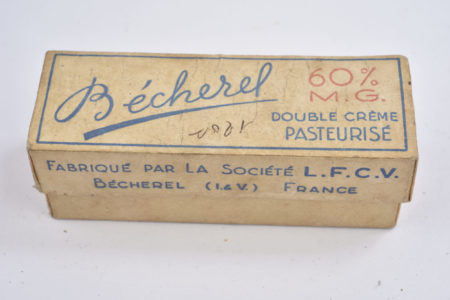 Bécherel
60%
M.G.
DOUBLE CRÈME
PASTEURISÉ
FABRIQUÉ PAR LA SOCIÉTÉ L.F.C.V.
BÉCHEREL (I.&V.) FRANCE